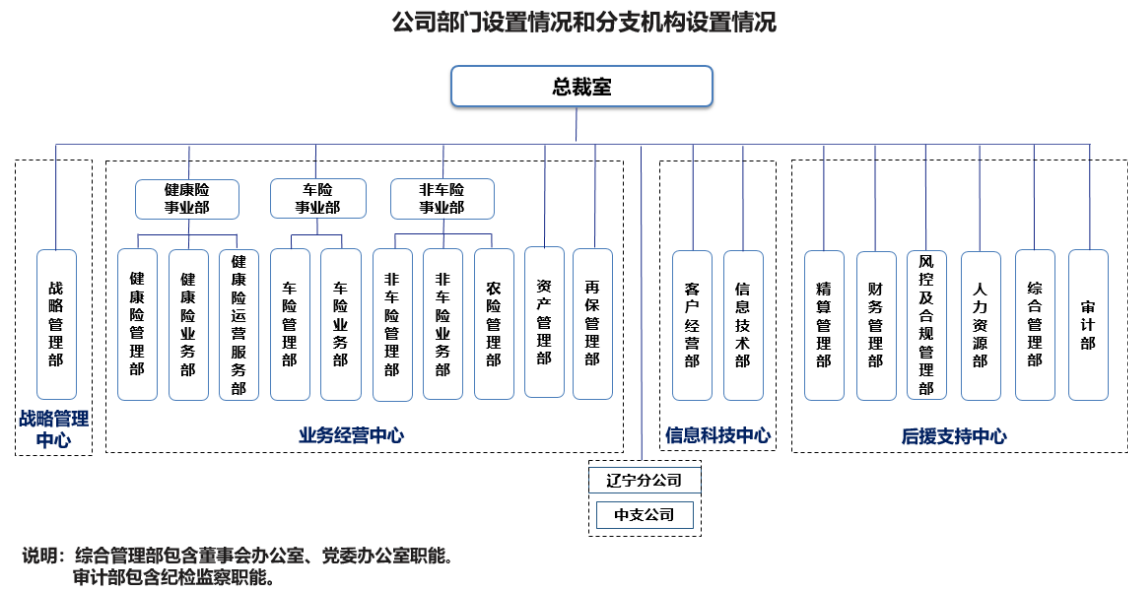 公司部门设置情况和分支机构设置情况
总裁室
健康险
事业部
车险
事业部
非车险
事业部
战略管理部
健康险管理部
健康险业务部
健康险运营服务部
车险管理部
车险业务部
非车险管理部
非车险业务部
农险管理部
资产管理部
再保管理部
客户经营部
信息技术部
精算管理部
财务管理部
风控及合规管理部
人力资源部
综合管理部
审计部
战略管理
中心
业务经营中心
信息科技中心
后援支持中心
辽宁分公司
中支公司
说明：综合管理部包含董事会办公室、党委办公室职能。
审计部包含纪检监察职能。